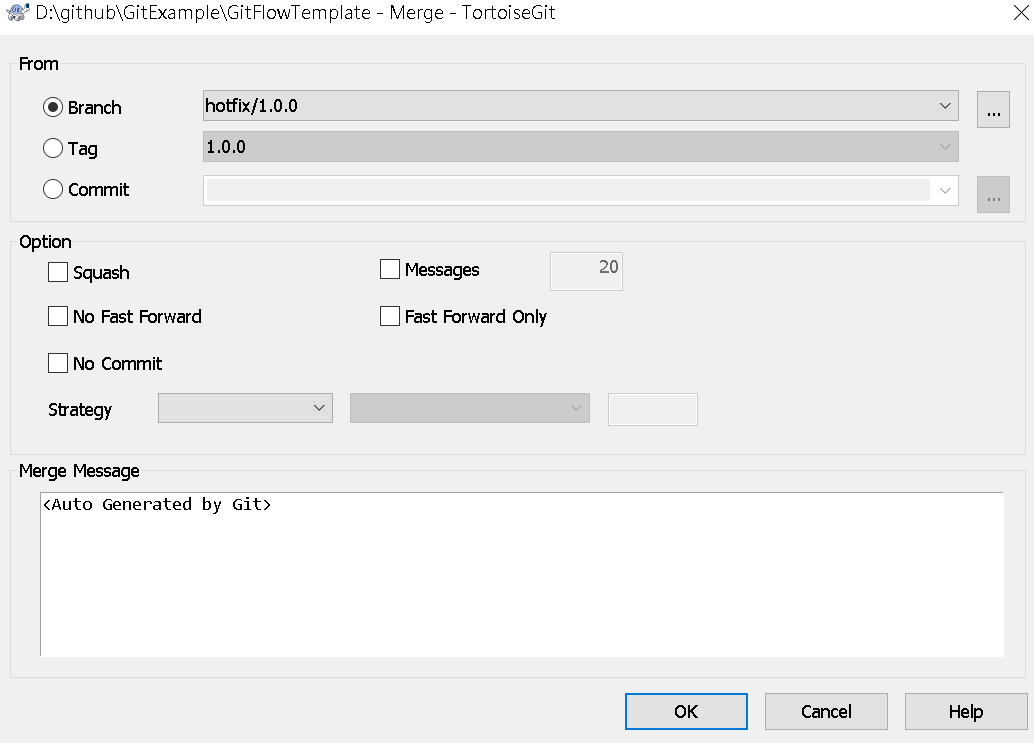 D:\github\GitExample\GitFlowTemplate - Merge - TortoiseGit
From
Branch
hotfix/1.0.0
...
Tag
1.0.0
Commit
...
Option
Squash
Messages
20
No Fast Forward
Fast Forward Only
No Commit
Strategy
Merge Message
<Auto Generated by Git>
OK
Cancel
Help